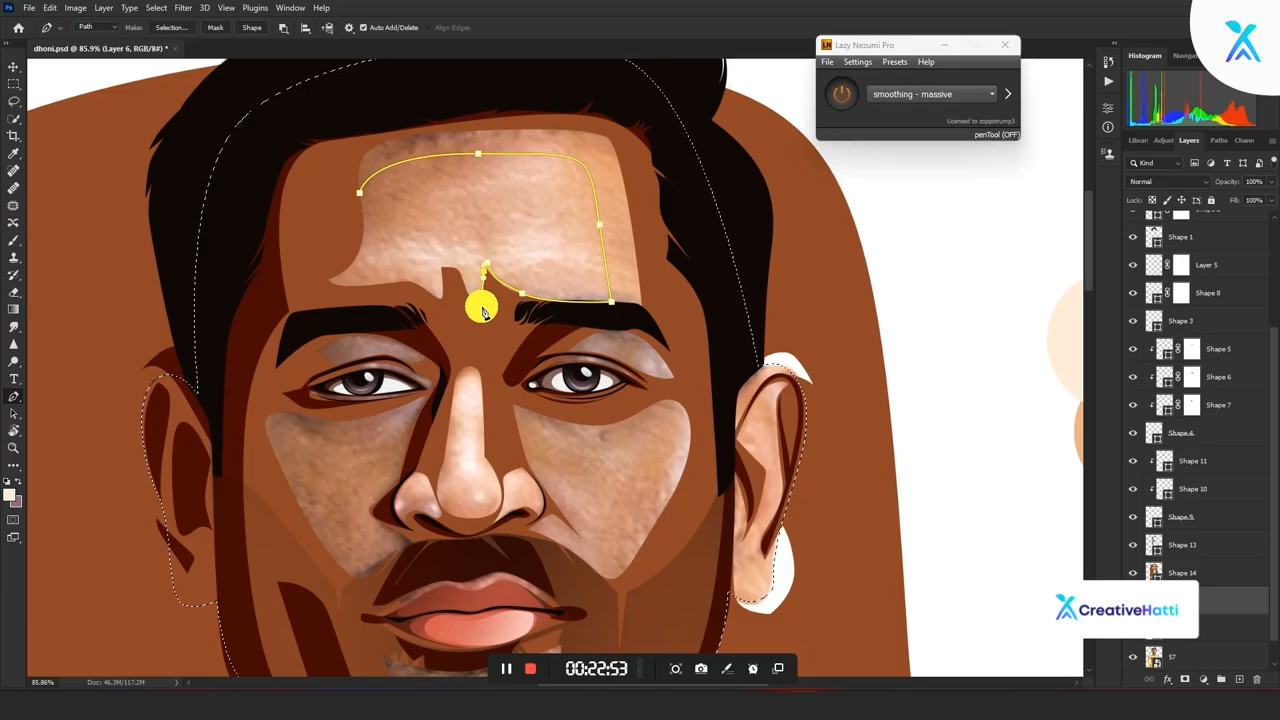 File Edit Image Layer Type Select Filter 3D View Plugins Window Help
Path Make: Selection... Mask Shape Auto Add/Delete Align Edges
dhoni.psd @ 85.9% (Layer 6, RGB/8#) *
Lazy Nezumi Pro
File Settings Presets Help
smoothing - massive
Licensed to zoppotrump3
penTool (OFF)
Histogram
Layers Paths
Kind
Normal Opacity: 100%
Lock: Fill: 100%
Shape 1
Layer 5
Shape 8
Shape 3
Shape 5
Shape 6
Shape 7
Shape 4
Shape 11
Shape 10
Shape 9
Shape 13
Shape 14
CreativeHatti
57
00:22:53
85.86% Doc: 46.3M/117.2M